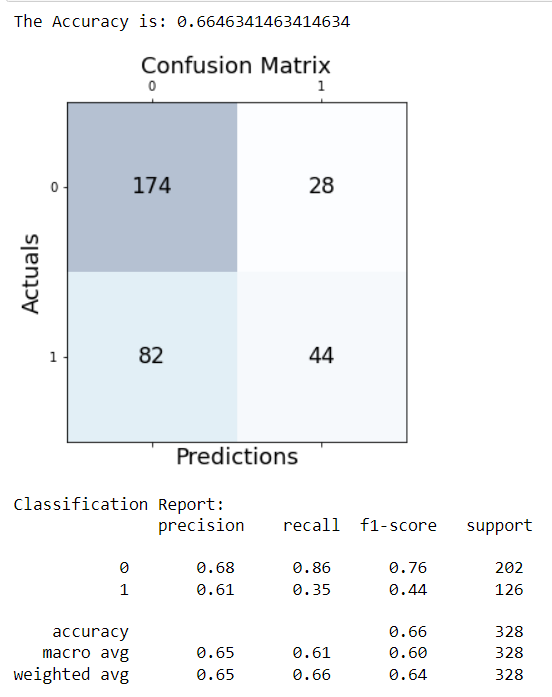 The Accuracy is: 0.6646341463414634
Confusion Matrix
0 1
0 174 28
Actuals
1 82 44
Predictions
Classification Report:
precision recall f1-score support
0 0.68 0.86 0.76 202
1 0.61 0.35 0.44 126
accuracy 0.66 328
macro avg 0.65 0.61 0.60 328
weighted avg 0.65 0.66 0.64 328